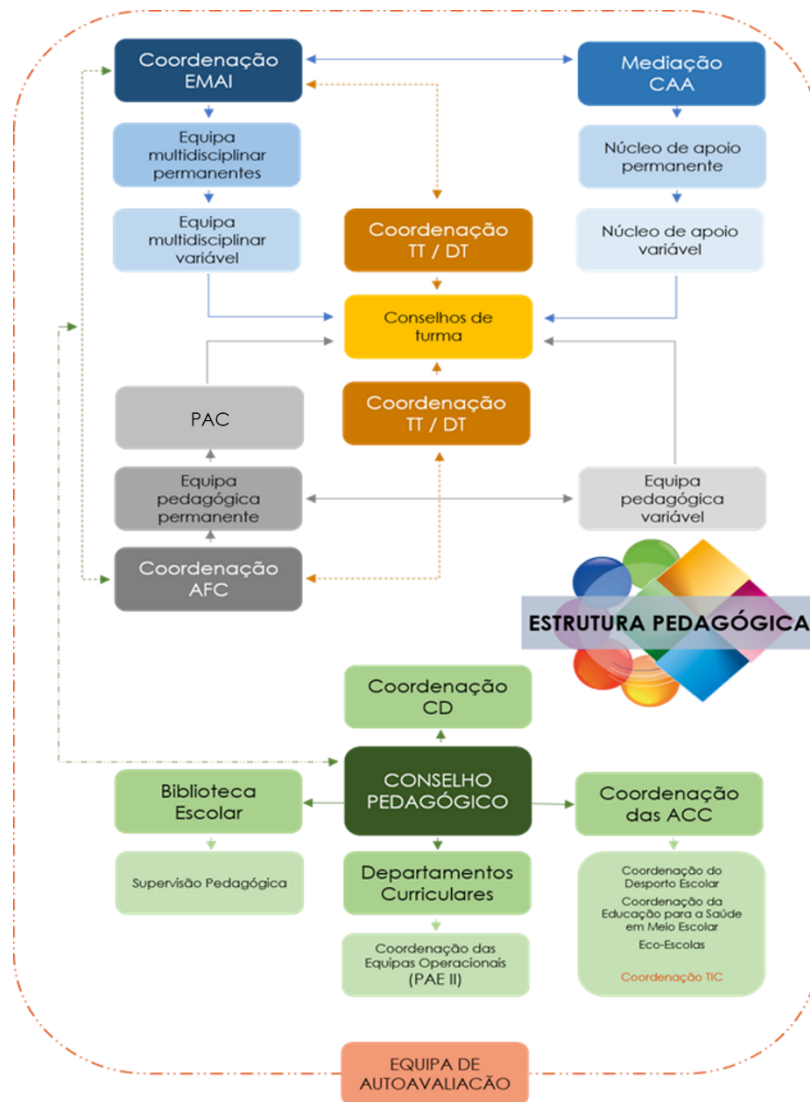 Coordenação
EMAI
Mediação
CAA
Equipa
multidisciplinar
permanentes
Núcleo de apoio
permanente
Equipa
multidisciplinar
variável
Coordenação
TT / DT
Núcleo de apoio
variável
Conselhos de
turma
PAC
Coordenação
TT / DT
Equipa
pedagógica
permanente
Equipa
pedagógica
variável
Coordenação
AFC
ESTRUTURA PEDAGÓGICA
Coordenação
CD
Biblioteca
Escolar
CONSELHO
PEDAGÓGICO
Coordenação
das ACC
Supervisão Pedagógica
Departamentos
Curriculares
Coordenação do
Desporto Escolar
Coordenação da
Educação para a Saúde
em Meio Escolar
Eco-Escolas
Coordenação TIC
Coordenação das
Equipas Operacionais
(PAE II)
EQUIPA DE
AUTOAVALIACÃO